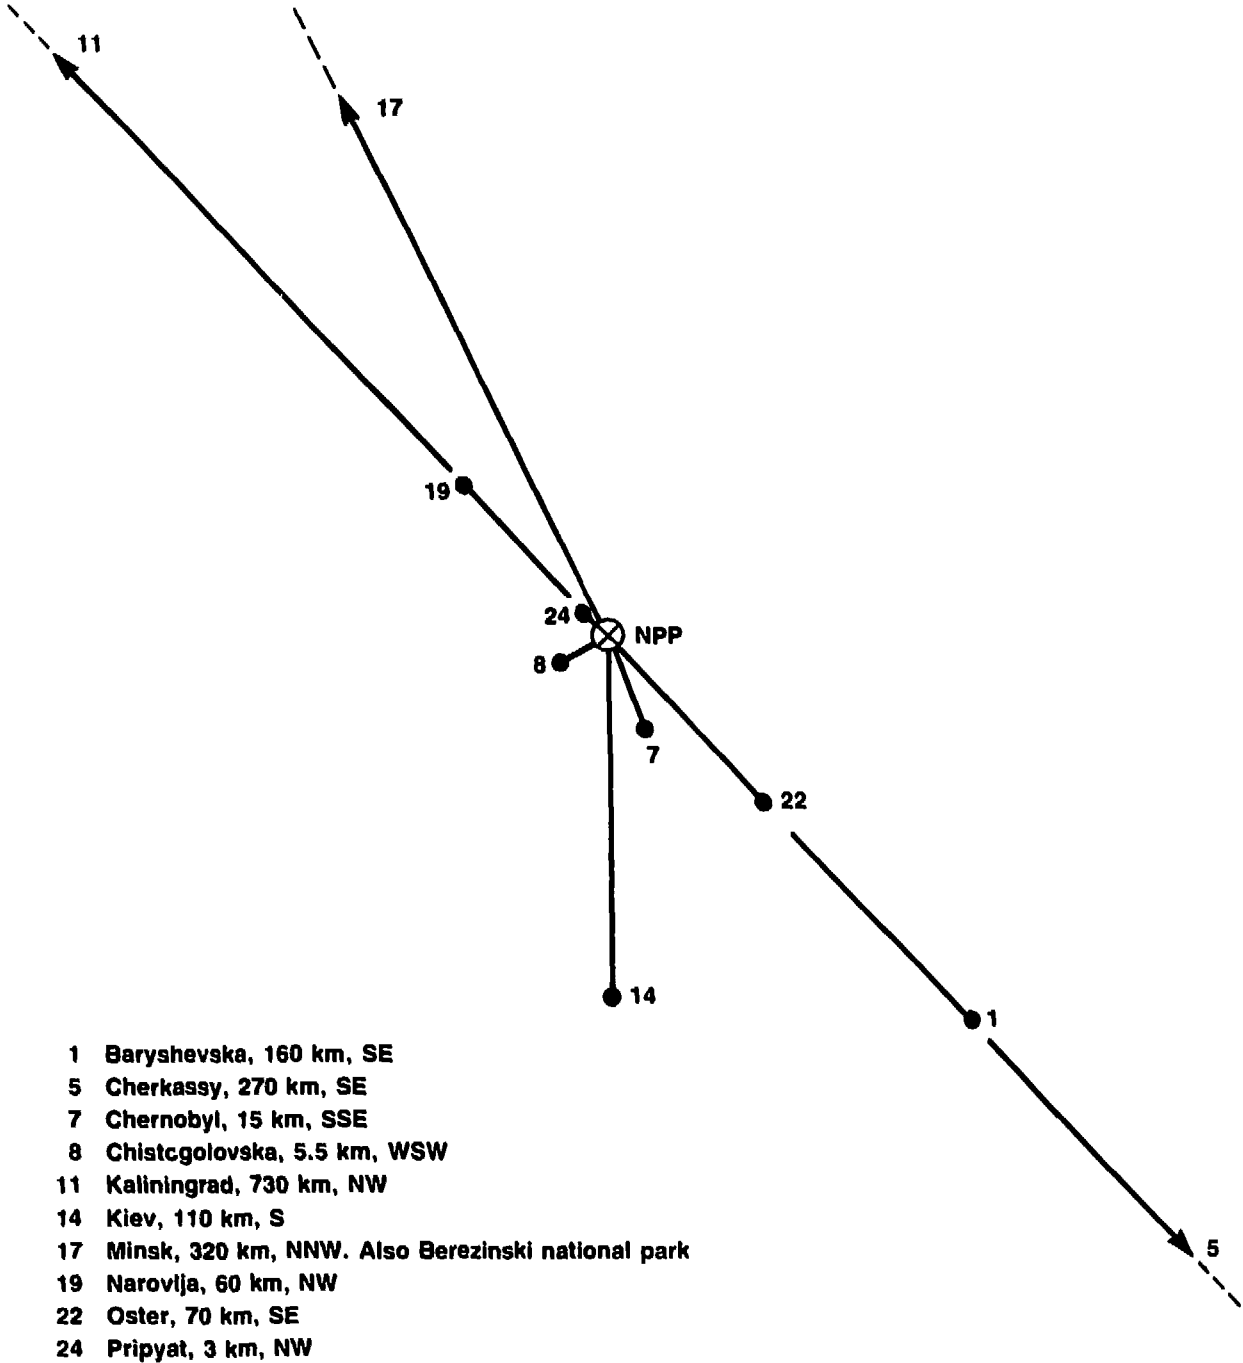 11
17
19
24
NPP
8
7
22
14
1
5
1 Baryshevska, 160 km, SE
5 Cherkassy, 270 km, SE
7 Chernobyl, 15 km, SSE
8 Chistcgolovska, 5.5 km, WSW
11 Kaliningrad, 730 km, NW
14 Kiev, 110 km, S
17 Minsk, 320 km, NNW. Also Berezinski national park
19 Narovlja, 60 km, NW
22 Oster, 70 km, SE
24 Pripyat, 3 km, NW